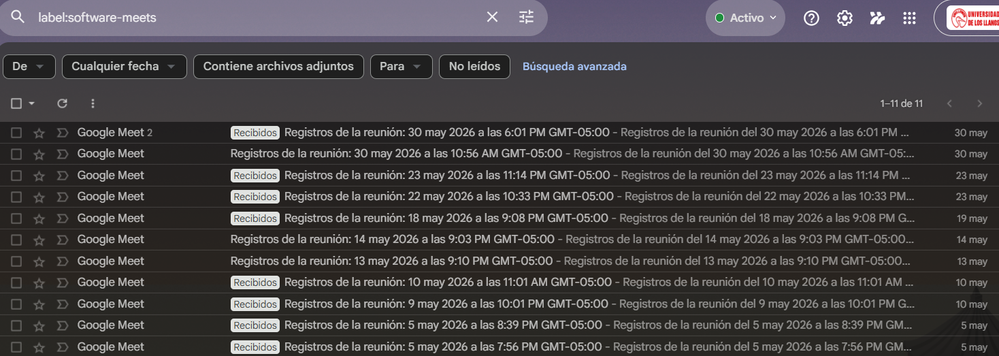 label:software-meets
Activo
UNIVERSIDAD
DE LOS LLANOS
De
Cualquier fecha
Contiene archivos adjuntos
Para
No leídos
Búsqueda avanzada
1–11 de 11
Google Meet 2 Recibidos Registros de la reunión: 30 may 2026 a las 6:01 PM GMT-05:00 - Registros de la reunión del 30 may 2026 a las 6:01 PM ... 30 may
Google Meet Registros de la reunión: 30 may 2026 a las 10:56 AM GMT-05:00 - Registros de la reunión del 30 may 2026 a las 10:56 AM GMT-05:... 30 may
Google Meet Recibidos Registros de la reunión: 23 may 2026 a las 11:14 PM GMT-05:00 - Registros de la reunión del 23 may 2026 a las 11:14 PM ... 23 may
Google Meet Recibidos Registros de la reunión: 22 may 2026 a las 10:33 PM GMT-05:00 - Registros de la reunión del 22 may 2026 a las 10:33 PM... 23 may
Google Meet Recibidos Registros de la reunión: 18 may 2026 a las 9:08 PM GMT-05:00 - Registros de la reunión del 18 may 2026 a las 9:08 PM G... 19 may
Google Meet Registros de la reunión: 14 may 2026 a las 9:03 PM GMT-05:00 - Registros de la reunión del 14 may 2026 a las 9:03 PM GMT-05:00... 14 may
Google Meet Registros de la reunión: 13 may 2026 a las 9:10 PM GMT-05:00 - Registros de la reunión del 13 may 2026 a las 9:10 PM GMT-05:00... 13 may
Google Meet Recibidos Registros de la reunión: 10 may 2026 a las 11:01 AM GMT-05:00 - Registros de la reunión del 10 may 2026 a las 11:01 AM ... 10 may
Google Meet Recibidos Registros de la reunión: 9 may 2026 a las 10:01 PM GMT-05:00 - Registros de la reunión del 9 may 2026 a las 10:01 PM G... 10 may
Google Meet Recibidos Registros de la reunión: 5 may 2026 a las 8:39 PM GMT-05:00 - Registros de la reunión del 5 may 2026 a las 8:39 PM GM... 5 may
Google Meet Recibidos Registros de la reunión: 5 may 2026 a las 7:56 PM GMT-05:00 - Registros de la reunión del 5 may 2026 a las 7:56 PM GM... 5 may